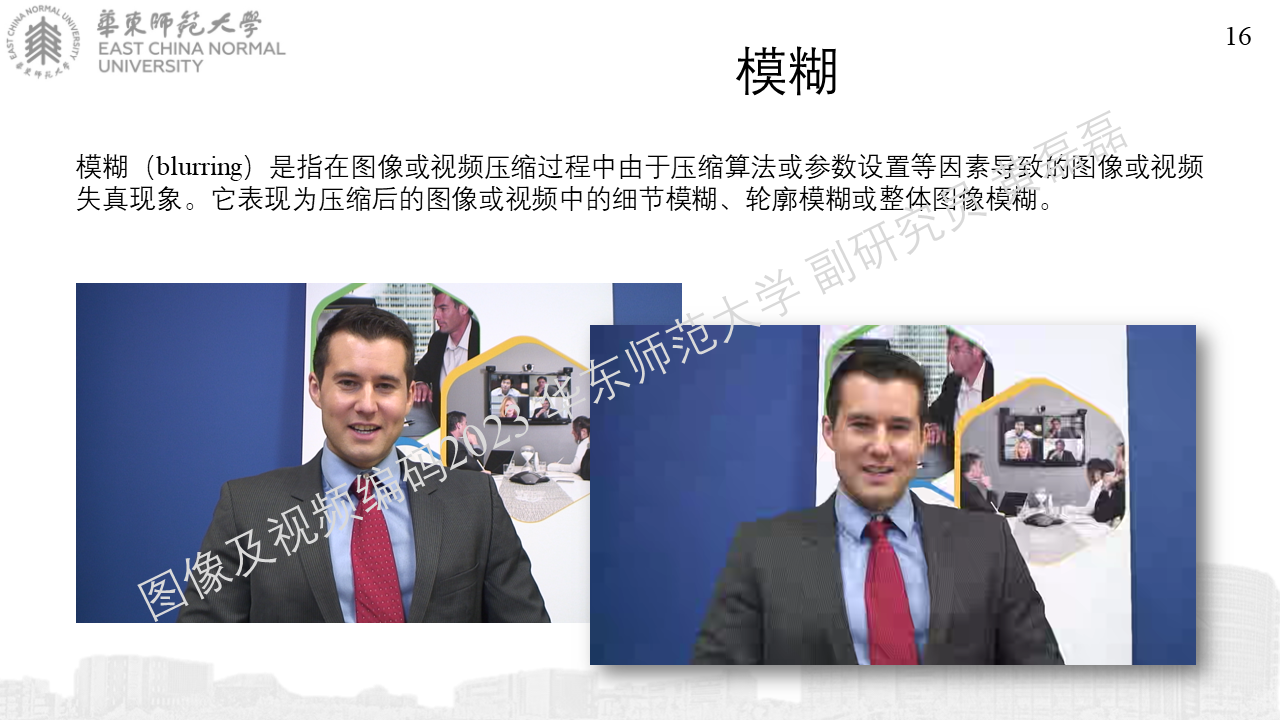 華東師範大學
EAST CHINA NORMAL
UNIVERSITY
EAST CHINA NORMAL UNIVERSITY
華東師範大學
16
模糊
模糊（blurring）是指在图像或视频压缩过程中由于压缩算法或参数设置等因素导致的图像或视频
失真现象。它表现为压缩后的图像或视频中的细节模糊、轮廓模糊或整体图像模糊。
图像及视频编码2023 华东师范大学 副研究员 黄磊磊